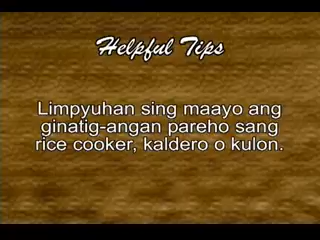 Helpful Tips
Limpyuhan sing maayo ang
ginatig-angan pareho sang
rice cooker, kaldero o kulon.